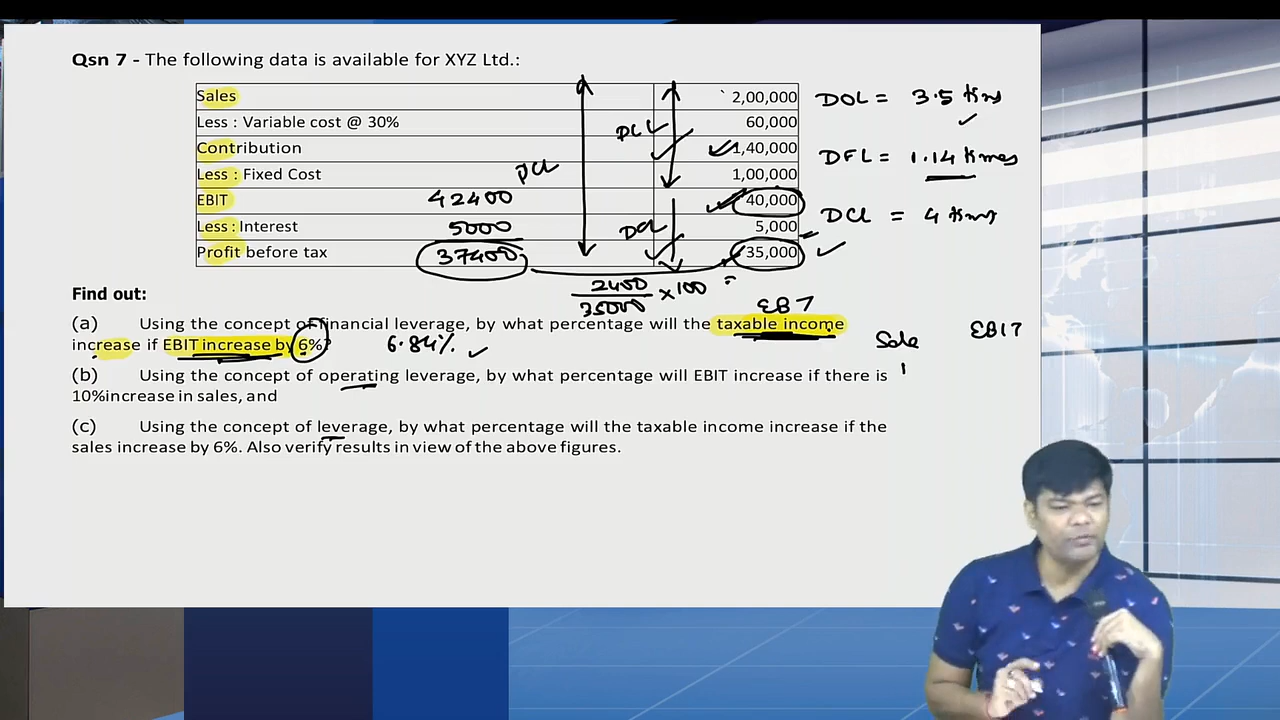 Qsn 7 - The following data is available for XYZ Ltd.:
Sales 2,00,000
Less : Variable cost @ 30% 60,000
Contribution 1,40,000
Less : Fixed Cost 1,00,000
EBIT 42400 40,000
Less : Interest 5000 5,000
Profit before tax 37400 35,000
DOL = 3.5 times
DFL = 1.14 times
DCL = 4 times
2400
35000 × 100 =
Find out:
EBT
(a) Using the concept of financial leverage, by what percentage will the taxable income
increase if EBIT increase by 6%? 6.84%
Sale EBIT
1
(b) Using the concept of operating leverage, by what percentage will EBIT increase if there is
10%increase in sales, and
(c) Using the concept of leverage, by what percentage will the taxable income increase if the
sales increase by 6%. Also verify results in view of the above figures.